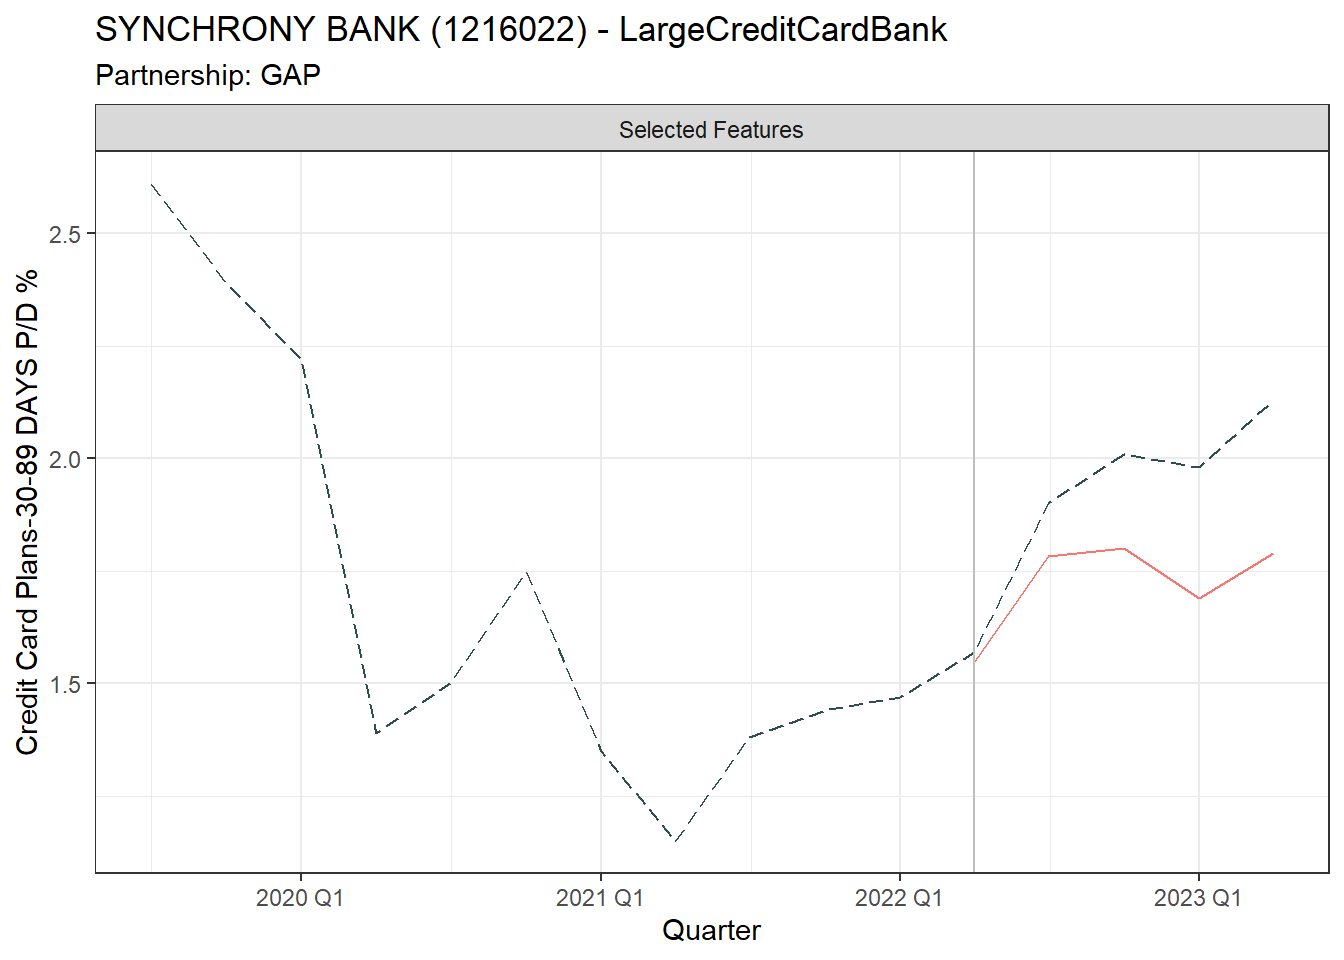 SYNCHRONY BANK (1216022) - LargeCreditCardBank
Partnership: GAP
Selected Features
Credit Card Plans-30-89 DAYS P/D %
2.5
2.0
1.5
2020 Q1
2021 Q1
2022 Q1
2023 Q1
Quarter